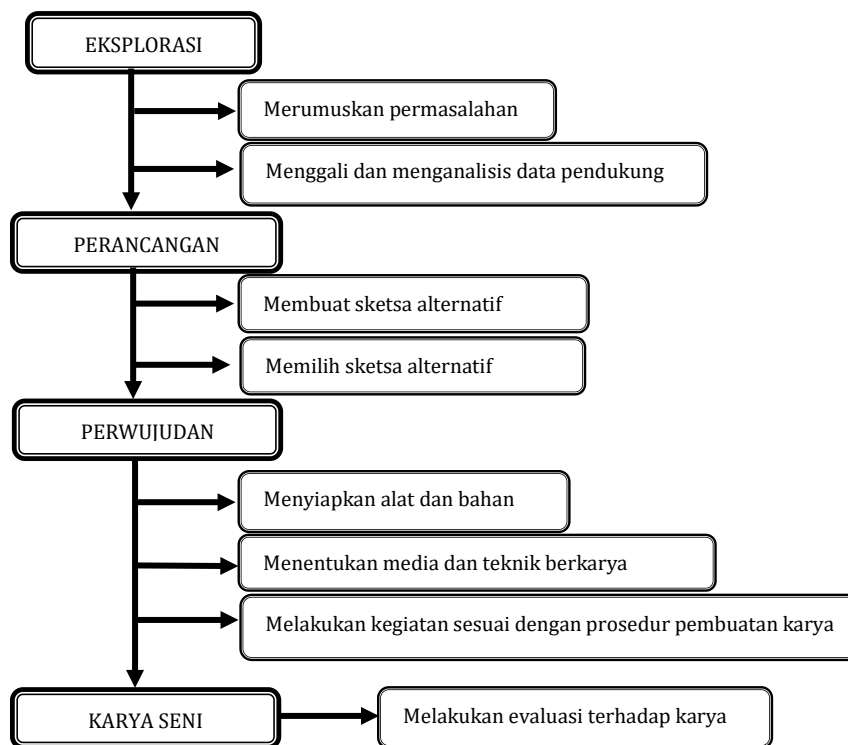 EKSPLORASI
Merumuskan permasalahan
Menggali dan menganalisis data pendukung
PERANCANGAN
Membuat sketsa alternatif
Memilih sketsa alternatif
PERWUJUDAN
Menyiapkan alat dan bahan
Menentukan media dan teknik berkarya
Melakukan kegiatan sesuai dengan prosedur pembuatan karya
KARYA SENI
Melakukan evaluasi terhadap karya